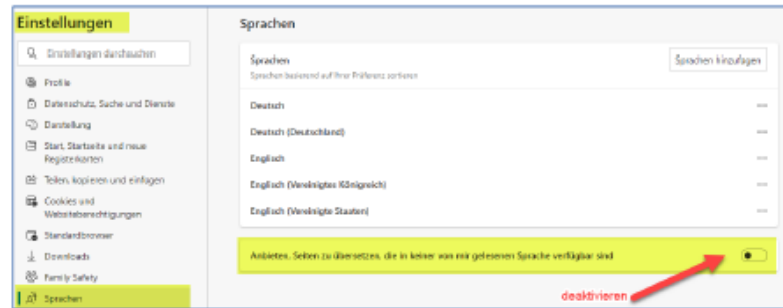 Einstellungen
Einstellungen durchsuchen
Profile
Datenschutz, Suche und Dienste
Darstellung
Start, Startseite und neue
Registerkarten
Teilen, kopieren und einfügen
Cookies und
Websiteberechtigungen
Standardbrowser
Downloads
Family Safety
Sprachen
Sprachen
Sprachen
Sprachen hinzufügen
Sprachen basierend auf Ihrer Präferenz sortieren
Deutsch
Deutsch (Deutschland)
Englisch
Englisch (Vereinigtes Königreich)
Englisch (Vereinigte Staaten)
Anbieten, Seiten zu übersetzen, die in keiner von mir gelesenen Sprache verfügbar sind
deaktivieren